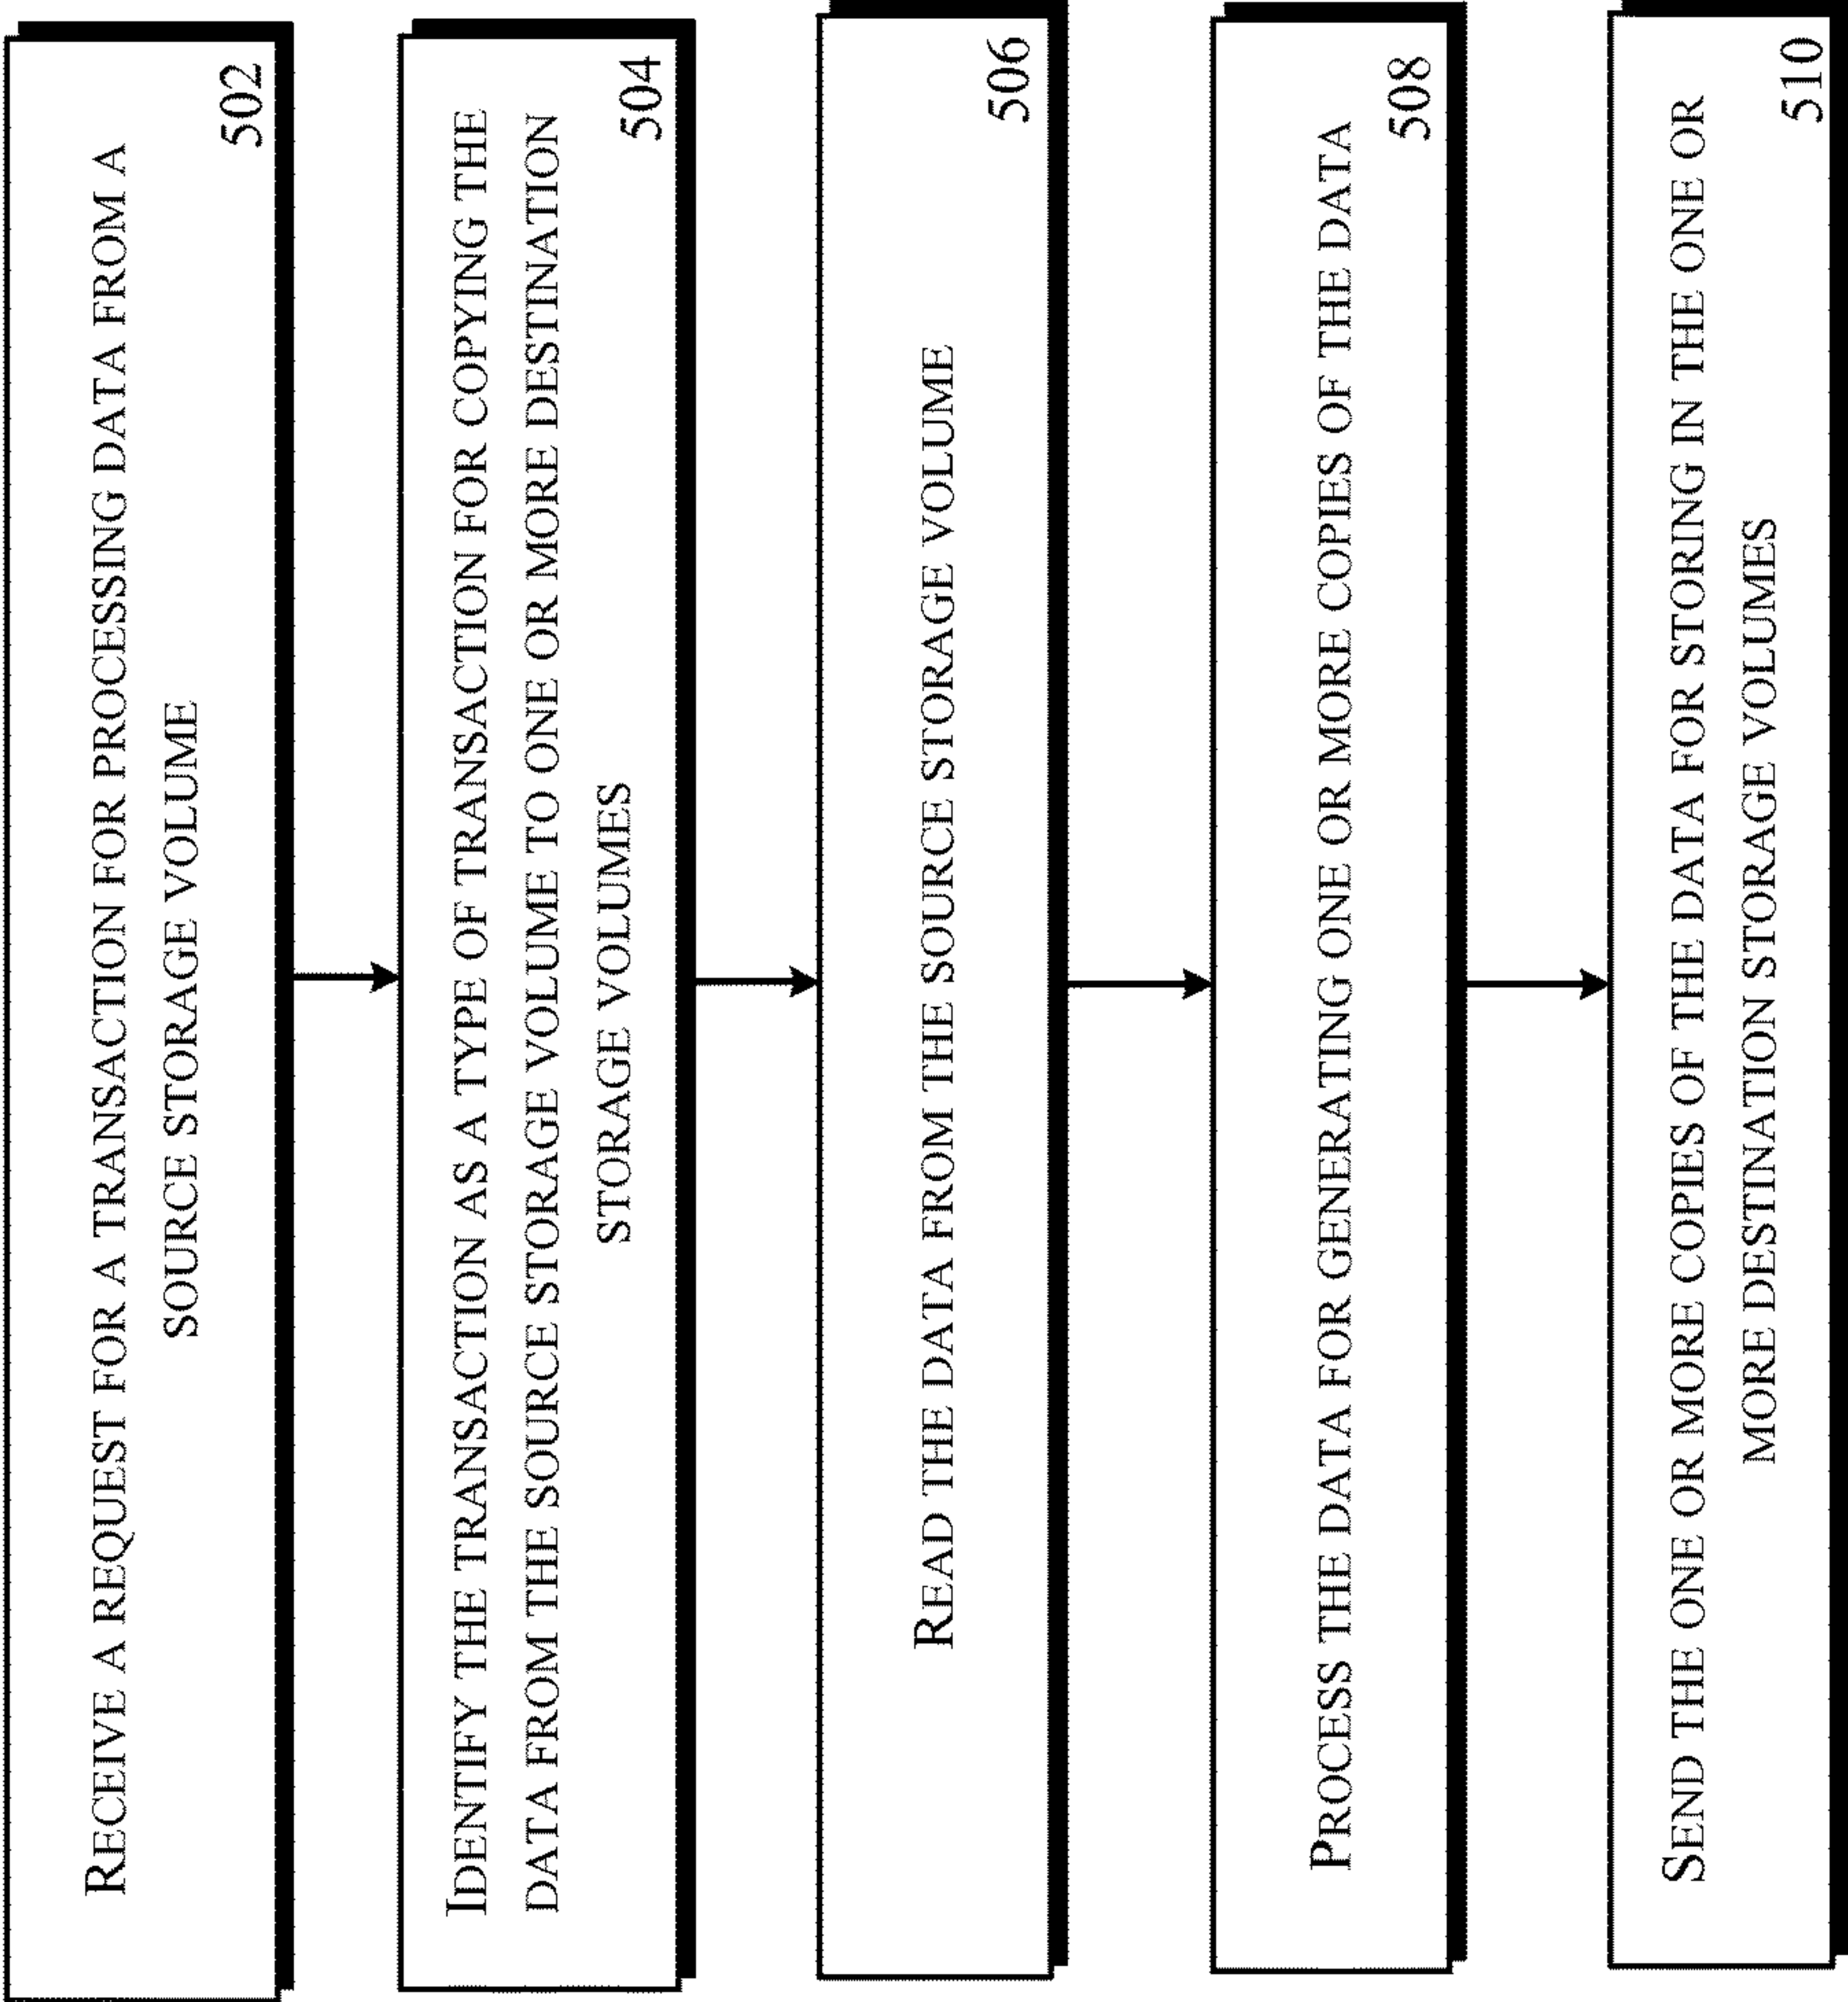 RECEIVE A REQUEST FOR A TRANSACTION FOR PROCESSING DATA FROM A
SOURCE STORAGE VOLUME
502
IDENTIFY THE TRANSACTION AS A TYPE OF TRANSACTION FOR COPYING THE
DATA FROM THE SOURCE STORAGE VOLUME TO ONE OR MORE DESTINATION
STORAGE VOLUMES
504
READ THE DATA FROM THE SOURCE STORAGE VOLUME
506
PROCESS THE DATA FOR GENERATING ONE OR MORE COPIES OF THE DATA
508
SEND THE ONE OR MORE COPIES OF THE DATA FOR STORING IN THE ONE OR
MORE DESTINATION STORAGE VOLUMES
510